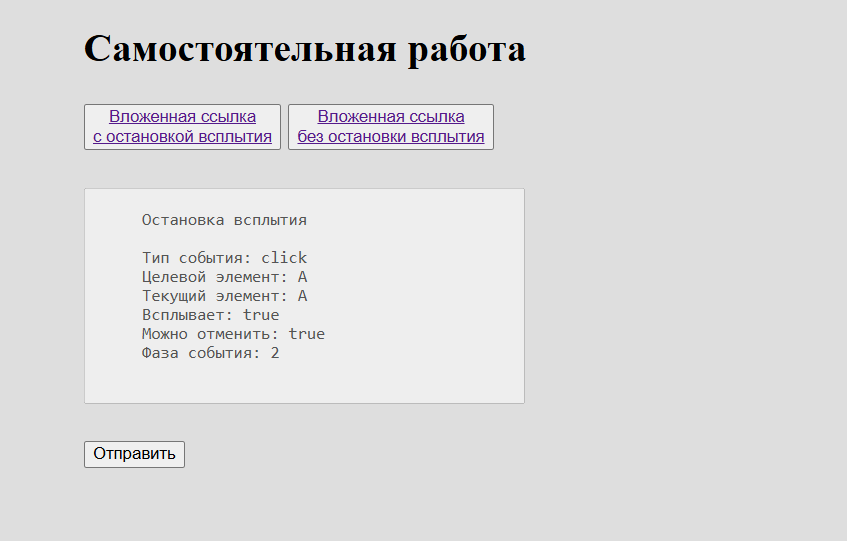 Самостоятельная работа
Вложенная ссылка
с остановкой всплытия
Вложенная ссылка
без остановки всплытия
Остановка всплытия
Тип события: click
Целевой элемент: A
Текущий элемент: A
Всплывает: true
Можно отменить: true
Фаза события: 2
Отправить